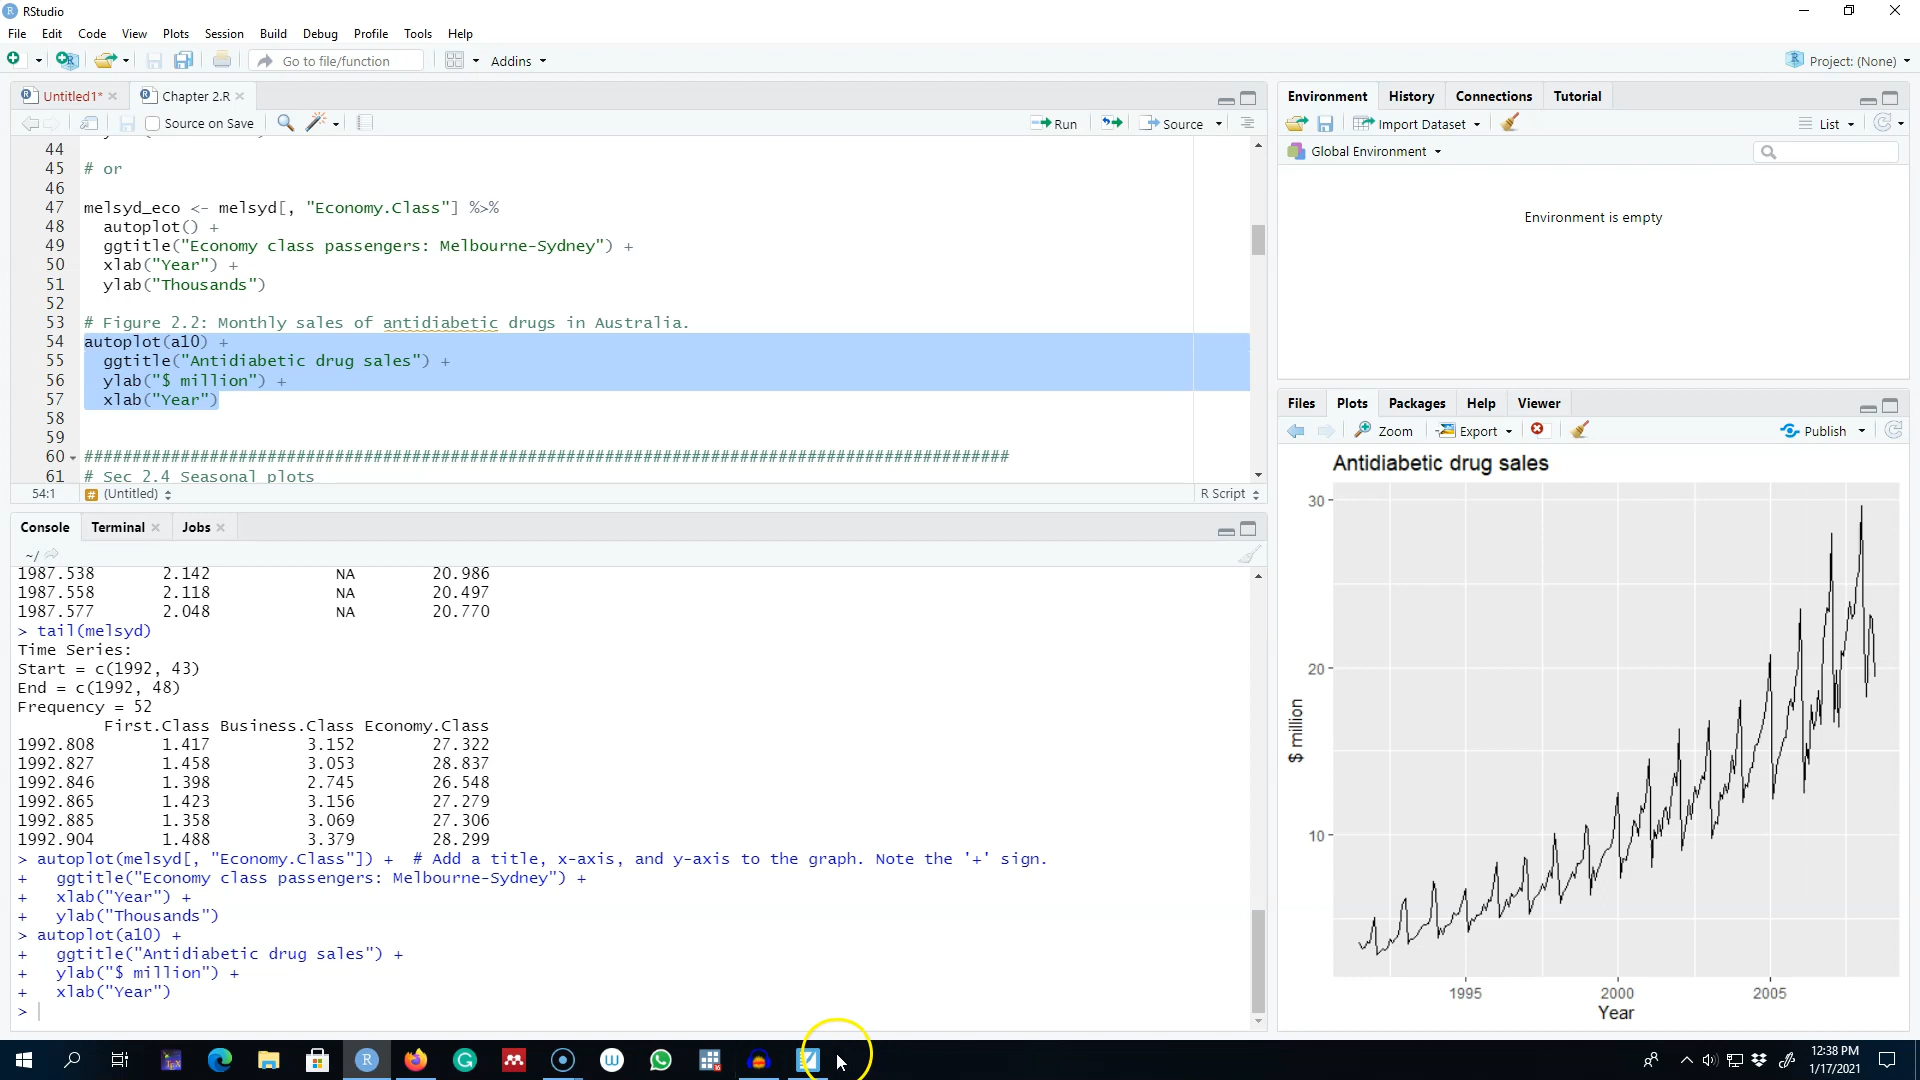 RStudio
File Edit Code View Plots Session Build Debug Profile Tools Help
Go to file/function Addins Project: (None)
Untitled1* Chapter 2.R
Source on Save Run Source
44
45 # or
46
47 melsyd_eco <- melsyd[, "Economy.Class"] %>%
48 autoplot() +
49 ggtitle("Economy class passengers: Melbourne-Sydney") +
50 xlab("Year") +
51 ylab("Thousands")
52
53 # Figure 2.2: Monthly sales of antidiabetic drugs in Australia.
54 autoplot(a10) +
55 ggtitle("Antidiabetic drug sales") +
56 ylab("$ million") +
57 xlab("Year")
58
59
60 #################################################################################################
61 # Sec 2.4 Seasonal plots
54:1 (Untitled) R Script
Console Terminal Jobs
~/
1987.538 2.142 NA 20.986
1987.558 2.118 NA 20.497
1987.577 2.048 NA 20.770
> tail(melsyd)
Time Series:
Start = c(1992, 43)
End = c(1992, 48)
Frequency = 52
First.Class Business.Class Economy.Class
1992.808 1.417 3.152 27.322
1992.827 1.458 3.053 28.837
1992.846 1.398 2.745 26.548
1992.865 1.423 3.156 27.279
1992.885 1.358 3.069 27.306
1992.904 1.488 3.379 28.299
> autoplot(melsyd[, "Economy.Class"]) + # Add a title, x-axis, and y-axis to the graph. Note the '+' sign.
+ ggtitle("Economy class passengers: Melbourne-Sydney") +
+ xlab("Year") +
+ ylab("Thousands")
> autoplot(a10) +
+ ggtitle("Antidiabetic drug sales") +
+ ylab("$ million") +
+ xlab("Year")
>
Environment History Connections Tutorial
Import Dataset List
Global Environment
Environment is empty
Files Plots Packages Help Viewer
Zoom Export Publish
Antidiabetic drug sales
30
20
10
$ million
1995 2000 2005
Year
12:38 PM
1/17/2021